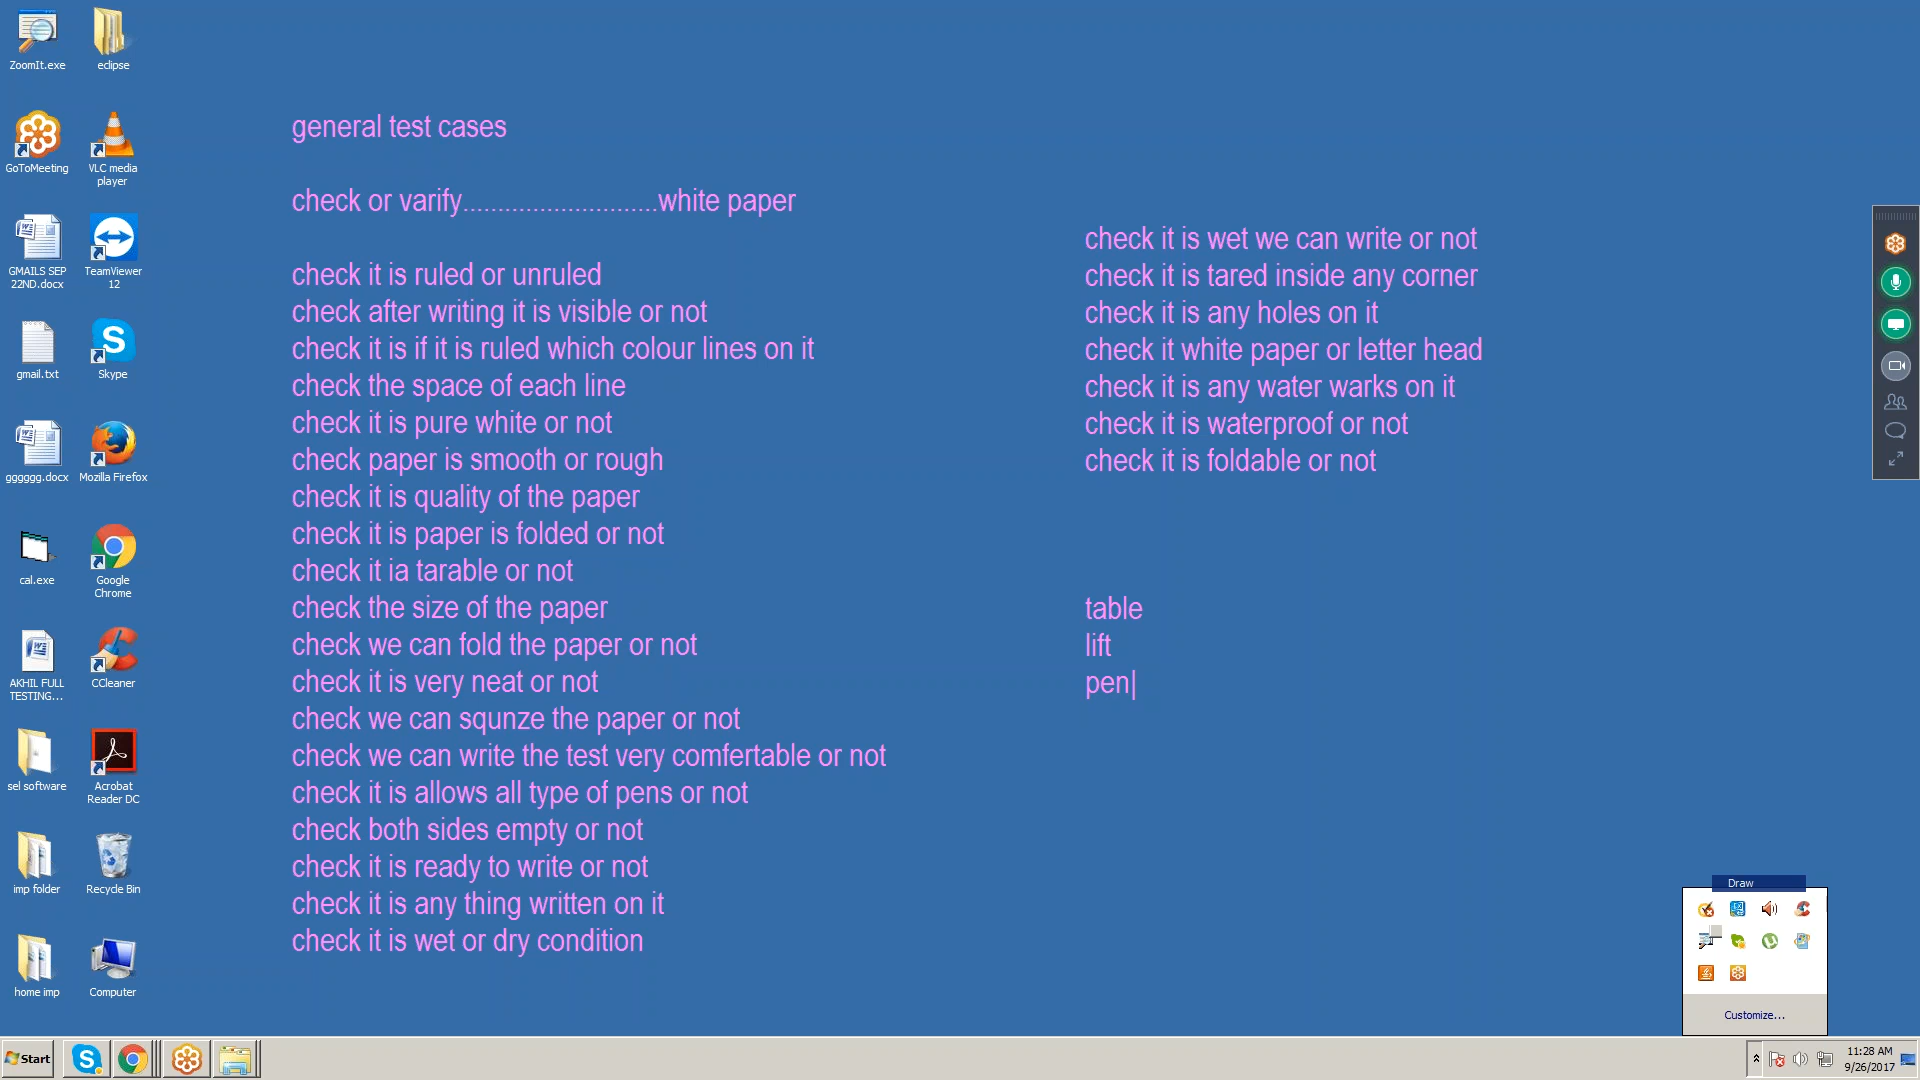 ZoomIt.exe
eclipse
GoToMeeting
VLC media
player
GMAILS SEP
22ND.docx
TeamViewer
12
gmail.txt
Skype
gggggg.docx
Mozilla Firefox
cal.exe
Google
Chrome
AKHIL FULL
TESTING...
CCleaner
sel software
Acrobat
Reader DC
imp folder
Recycle Bin
home imp
Computer
general test cases
check or varify............................white paper
check it is ruled or unruled
check after writing it is visible or not
check it is if it is ruled which colour lines on it
check the space of each line
check it is pure white or not
check paper is smooth or rough
check it is quality of the paper
check it is paper is folded or not
check it ia tarable or not
check the size of the paper
check we can fold the paper or not
check it is very neat or not
check we can squnze the paper or not
check we can write the test very comfertable or not
check it is allows all type of pens or not
check both sides empty or not
check it is ready to write or not
check it is any thing written on it
check it is wet or dry condition
check it is wet we can write or not
check it is tared inside any corner
check it is any holes on it
check it white paper or letter head
check it is any water warks on it
check it is waterproof or not
check it is foldable or not
table
lift
pen
Draw
Customize...
Start
11:28 AM
9/26/2017